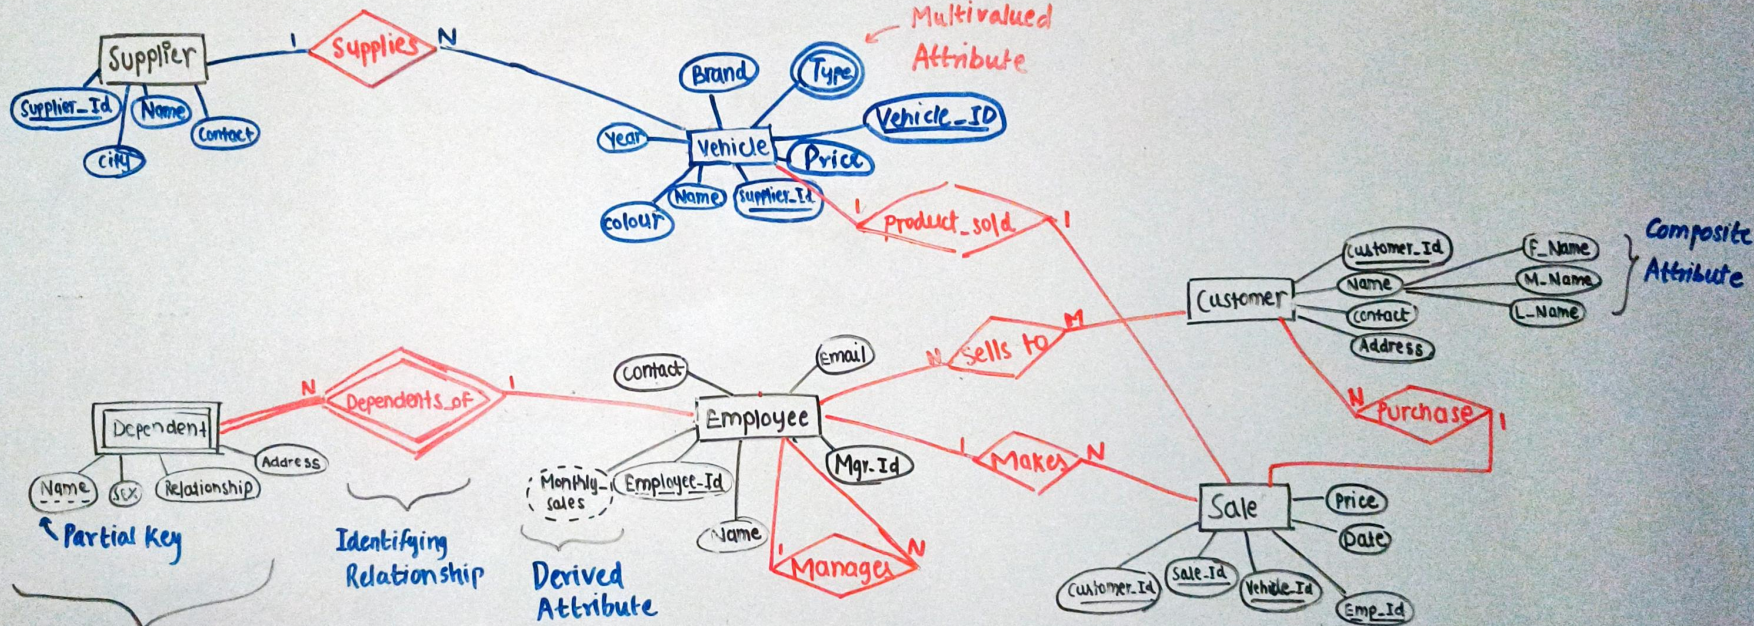 Multivalued
Attribute
Supplier
1
Supplies
N
Supplier_Id
Name
Contact
City
Brand
Type
Vehicle_ID
Year
Vehicle
Price
Name
Supplier_Id
Colour
1
Product_sold
1
Composite
Attribute
Customer
Customer_Id
Name
Contact
Address
F_Name
M_Name
L_Name
N
Sells to
M
Dependent
N
Dependents_of
1
Contact
Email
Employee
N
Purchase
1
Name
Sex
Relationship
Address
Monthly_
sales
Employee_Id
Name
Mgr_Id
1
Makes
N
Sale
Price
Date
Partial Key
Identifying
Relationship
Derived
Attribute
1
Manages
N
Customer_Id
Sale_Id
Vehicle_Id
Emp_Id